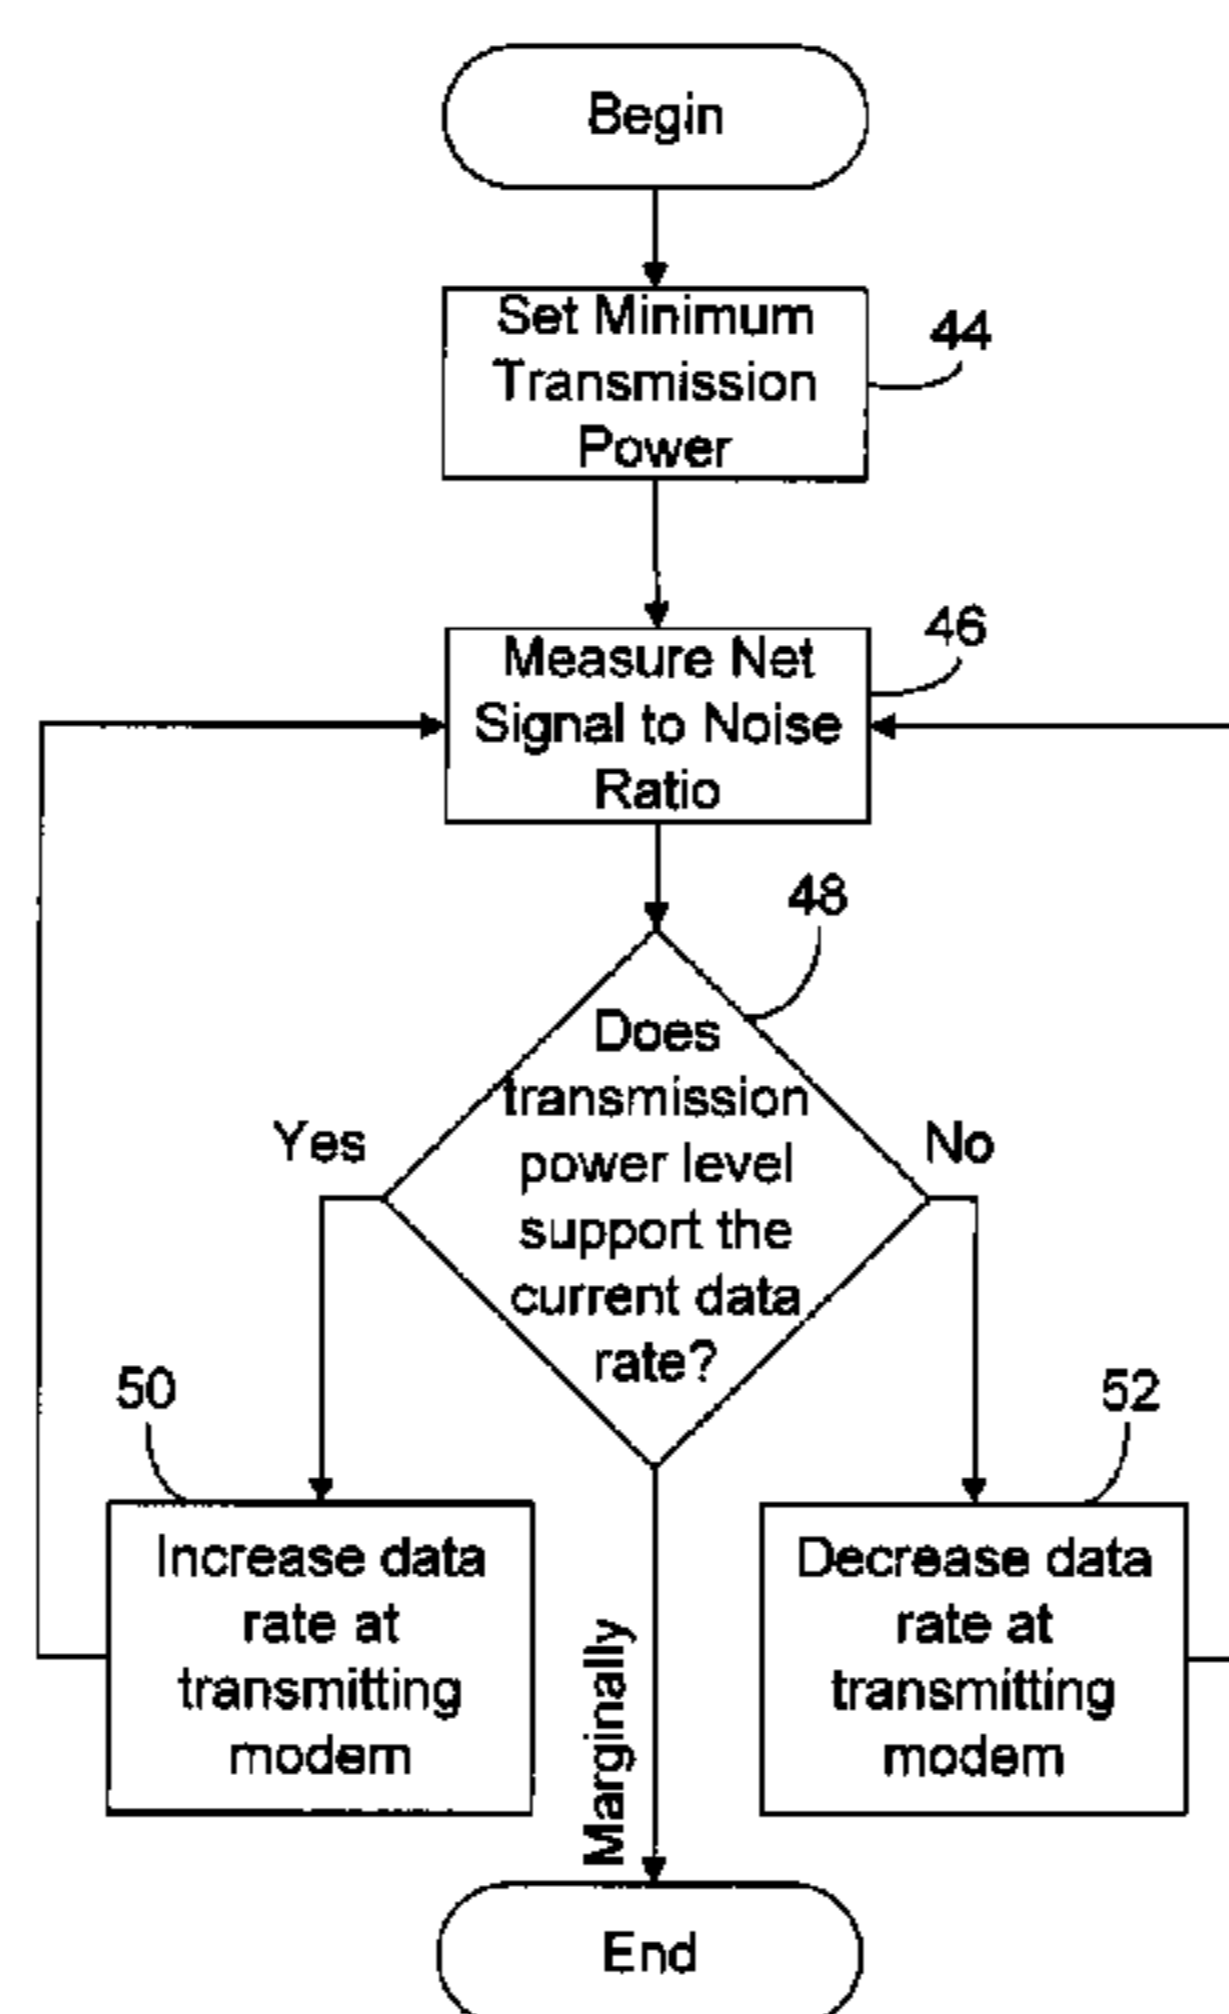 Begin
Set Minimum
Transmission
Power
44
Measure Net
Signal to Noise
Ratio
46
48
Does
transmission
power level
support the
current data
rate?
Yes
No
50
Increase data
rate at
transmitting
modem
52
Decrease data
rate at
transmitting
modem
Marginally
End